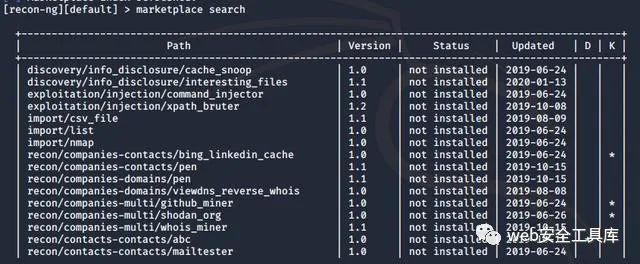 [recon-ng][default] > marketplace search
| Path | Version | Status | Updated | D | K |
| discovery/info_disclosure/cache_snoop | 1.0 | not installed | 2019-06-24 | | |
| discovery/info_disclosure/interesting_files | 1.1 | not installed | 2020-01-13 | | |
| exploitation/injection/command_injector | 1.0 | not installed | 2019-06-24 | | |
| exploitation/injection/xpath_bruter | 1.2 | not installed | 2019-10-08 | | |
| import/csv_file | 1.1 | not installed | 2019-08-09 | | |
| import/list | 1.0 | not installed | 2019-06-24 | | |
| import/nmap | 1.0 | not installed | 2019-06-24 | | |
| recon/companies-contacts/bing_linkedin_cache | 1.0 | not installed | 2019-06-24 | | * |
| recon/companies-contacts/pen | 1.1 | not installed | 2019-10-15 | | |
| recon/companies-domains/pen | 1.1 | not installed | 2019-10-15 | | |
| recon/companies-domains/viewdns_reverse_whois | 1.0 | not installed | 2019-08-08 | | |
| recon/companies-multi/github_miner | 1.0 | not installed | 2019-06-24 | | * |
| recon/companies-multi/shodan_org | 1.0 | not installed | 2019-06-26 | | * |
| recon/companies-multi/whois_miner | 1.1 | not installed | 2019-10-15 | | |
| recon/contacts-contacts/abc | 1.0 | not installed
| recon/contacts-contacts/mailtester | 1.0 | not installed | 2019-06-24 | | |
web安全工具库